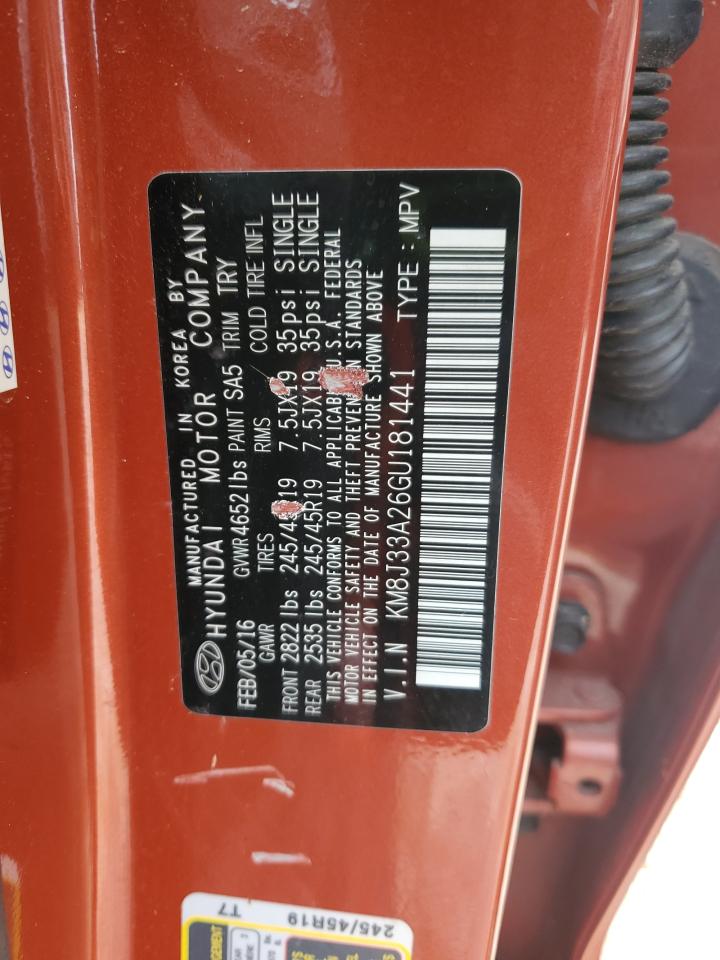 MANUFACTURED IN KOREA BY
HYUNDAI MOTOR COMPANY
FEB/05/16 GVWR 4652 lbs PAINT SA5 TRIM TRY
GAWR TIRES RIMS COLD TIRE INFL
FRONT 2822 lbs 245/45R19 7.5JX19 35psi SINGLE
REAR 2535 lbs 245/45R19 7.5JX19 35psi SINGLE
THIS VEHICLE CONFORMS TO ALL APPLICABLE U.S.A. FEDERAL
MOTOR VEHICLE SAFETY AND THEFT PREVENTION STANDARDS
IN EFFECT ON THE DATE OF MANUFACTURE SHOWN ABOVE
V.I.N KM8J33A26GU181441 TYPE : MPV
T7
245/45R19